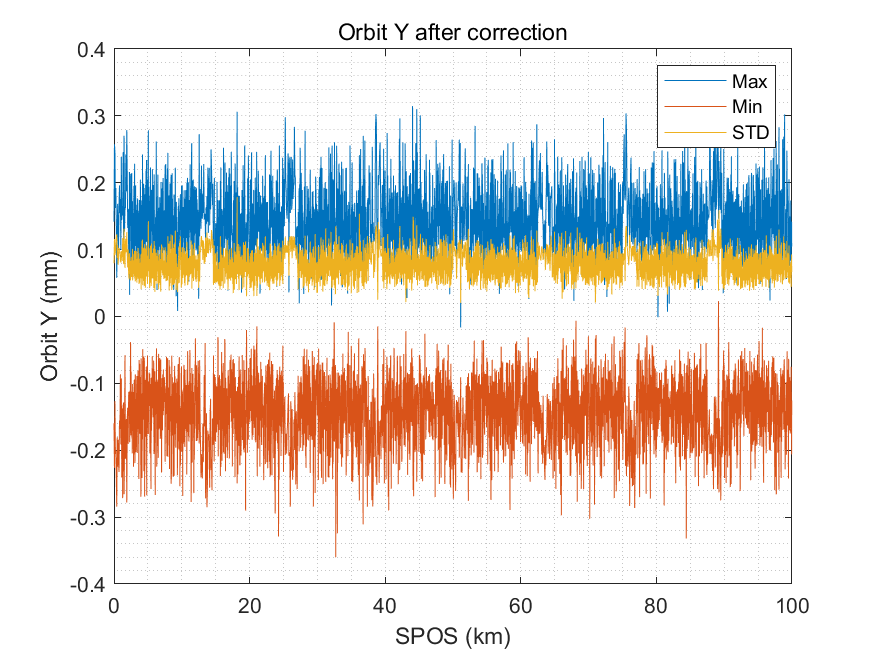 Orbit Y after correction
0.4
0.3
0.2
0.1
0
-0.1
-0.2
-0.3
-0.4
Orbit Y (mm)
Max
Min
STD
0 20 40 60 80 100
SPOS (km)